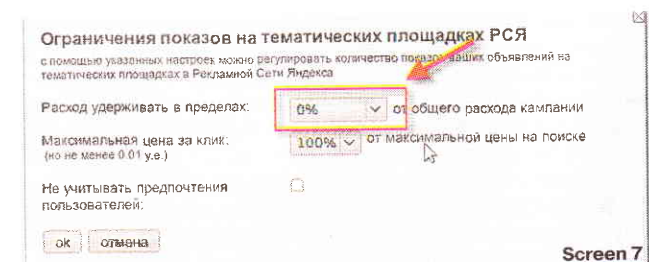 Ограничения показов на тематических площадках РСЯ
с помощью указанных настроек можно регулировать количество показов ваших объявлений на
тематических площадках в Рекламной Сети Яндекса
Расход удерживать в пределах: 0% от общего расхода кампании
Максимальная цена за клик: 100% от максимальной цены на поиске
(но не менее 0.01 у.е.)
Не учитывать предпочтения
пользователей:
ok отмена
Screen 7